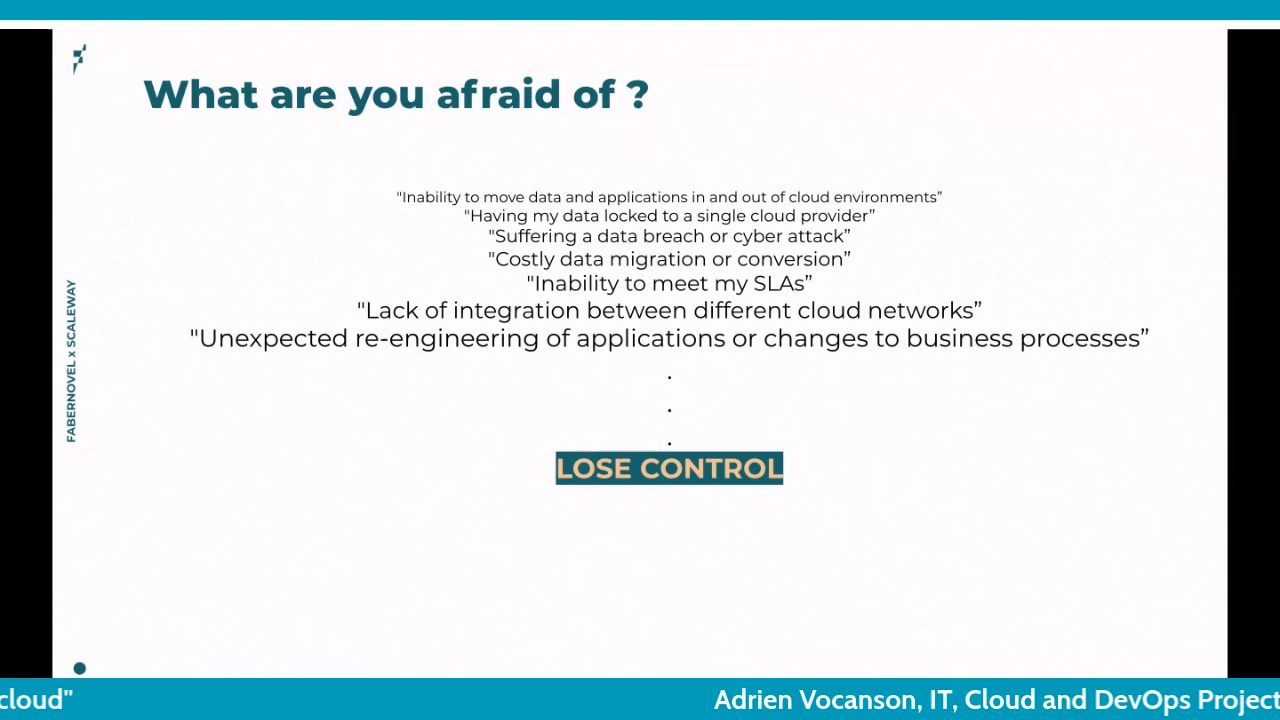 What are you afraid of ?
"Inability to move data and applications in and out of cloud environments”
"Having my data locked to a single cloud provider”
"Suffering a data breach or cyber attack”
"Costly data migration or conversion”
"Inability to meet my SLAs”
"Lack of integration between different cloud networks”
"Unexpected re-engineering of applications or changes to business processes”
.
.
.
LOSE CONTROL
FABERNOVEL x SCALEWAY
cloud" Adrien Vocanson, IT, Cloud and DevOps Project